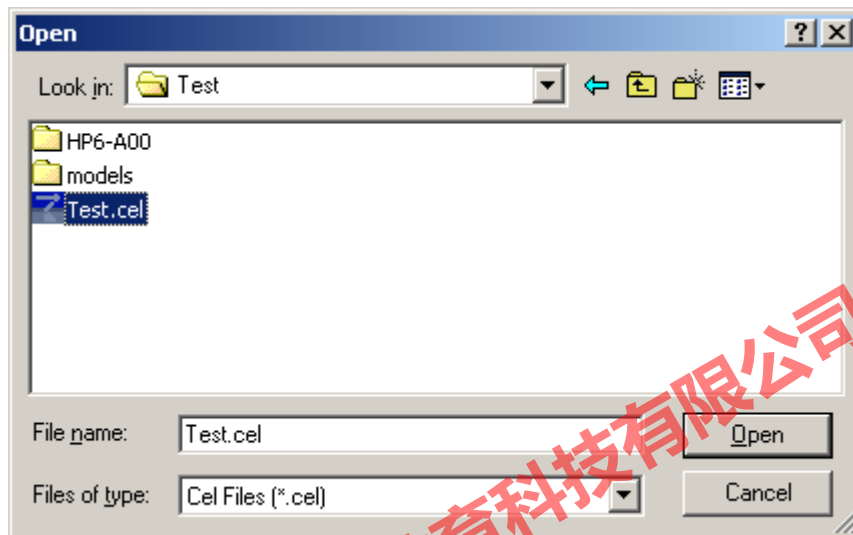 Open
Look in: Test
HP6-A00
models
Test.cel
File name: Test.cel
Open
Files of type: Cel Files (*.cel)
Cancel
育科技有限公司